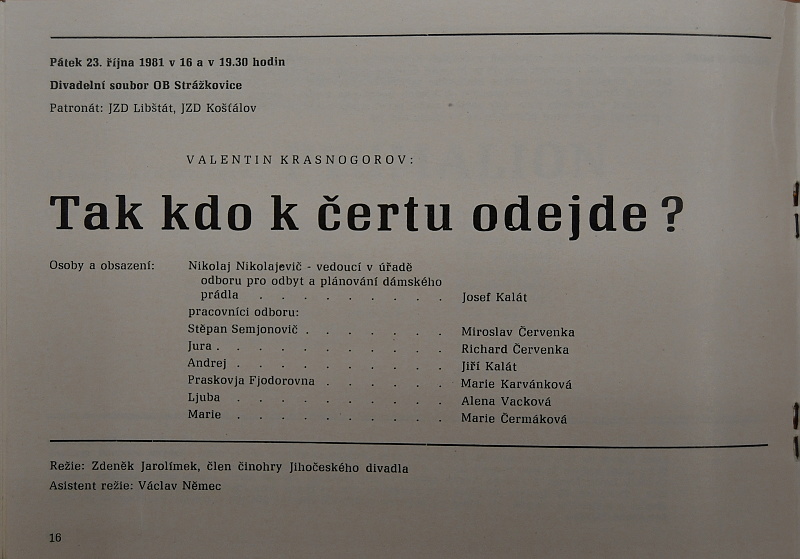 Pátek 23. října 1981 v 16 a v 19.30 hodin
Divadelní soubor OB Strážkovice
Patronát: JZD Libštát, JZD Košťálov
VALENTIN KRASNOGOROV:
Tak kdo k čertu odejde ?
Osoby a obsazení: Nikolaj Nikolajevič - vedoucí v úřadě
odboru pro odbyt a plánování dámského
prádla . . . . . . . . . Josef Kalát
pracovníci odboru:
Stěpan Semjonovič . . . . . . . Miroslav Červenka
Jura . . . . . . . . . . . Richard Červenka
Andrej . . . . . . . . . . Jiří Kalát
Praskovja Fjodorovna . . . . . . Marie Karvánková
Ljuba . . . . . . . . . . Alena Vacková
Marie . . . . . . . . . . Marie Čermáková
Režie: Zdeněk Jarolímek, člen činohry Jihočeského divadla
Asistent režie: Václav Němec
16